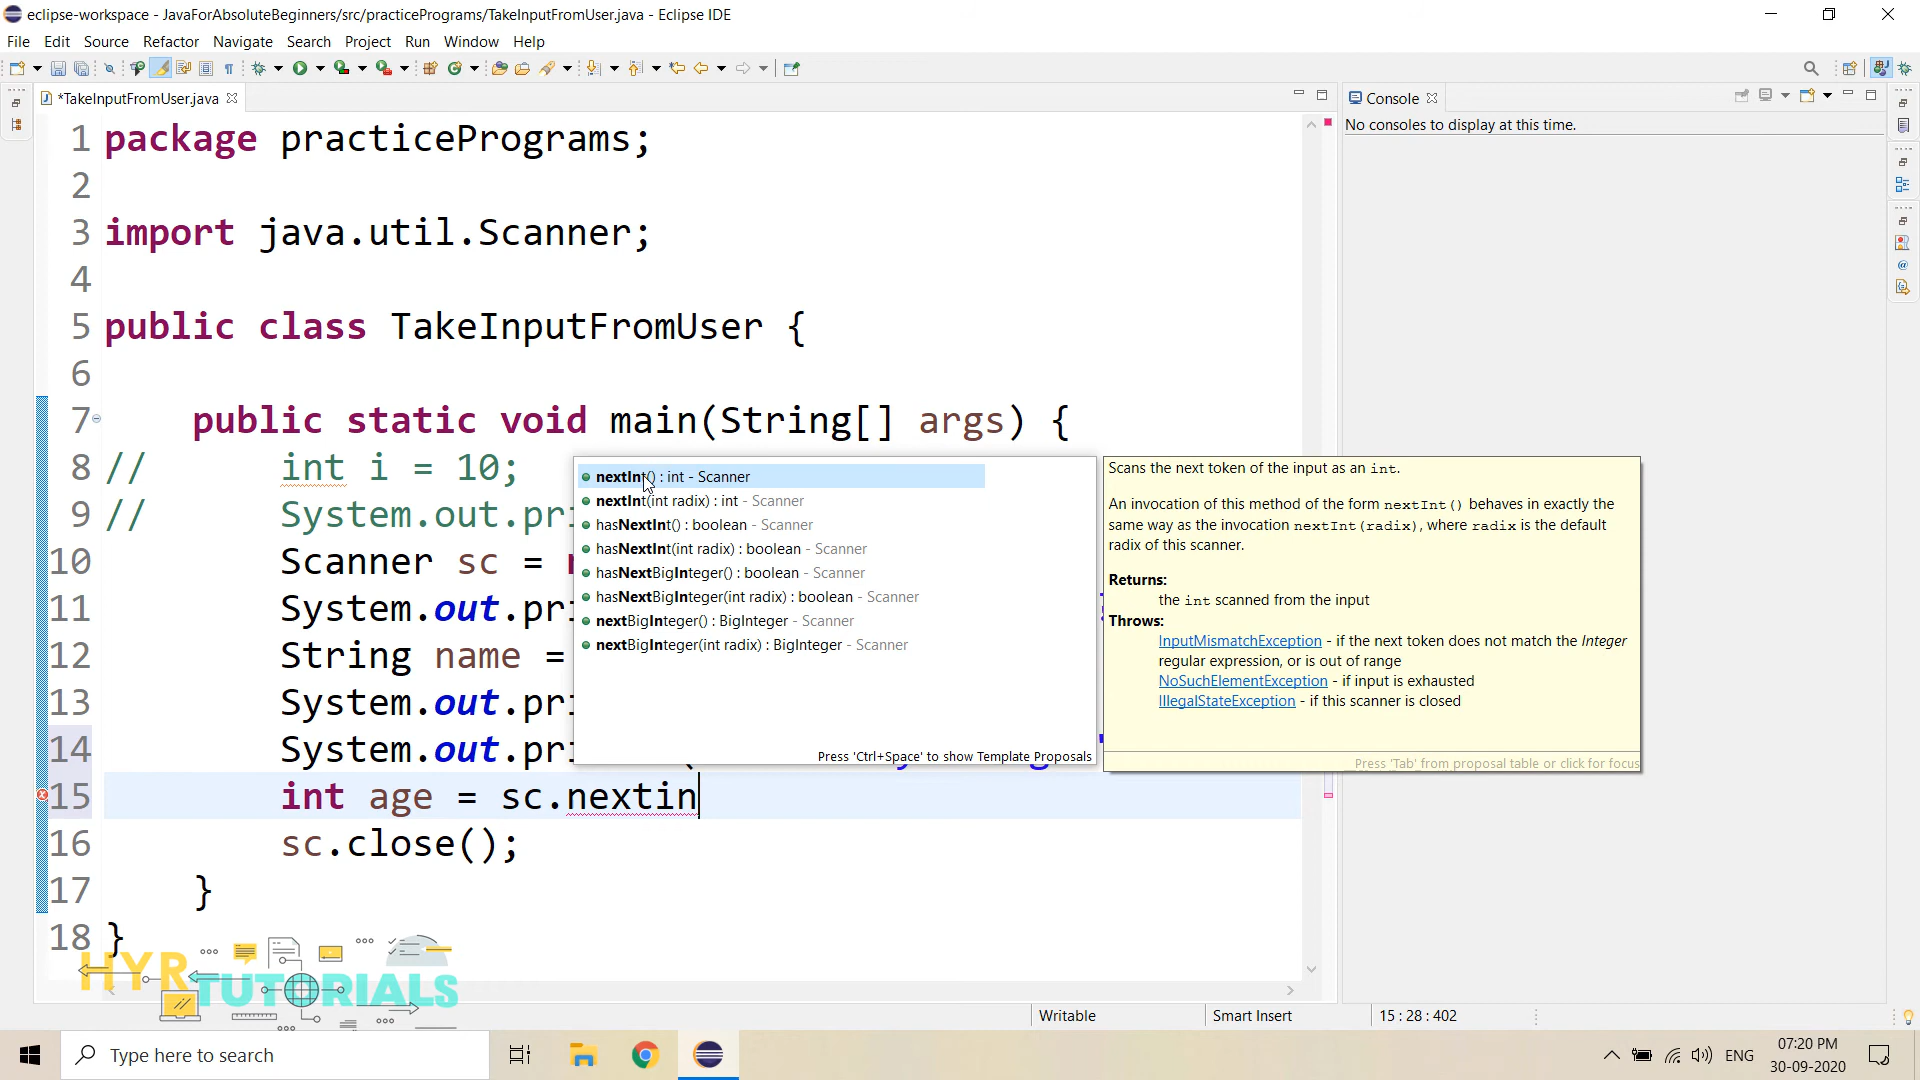 eclipse-workspace - JavaForAbsoluteBeginners/src/practicePrograms/TakeInputFromUser.java - Eclipse IDE
File Edit Source Refactor Navigate Search Project Run Window Help
*TakeInputFromUser.java
Console
No consoles to display at this time.
1 package practicePrograms;
2
3 import java.util.Scanner;
4
5 public class TakeInputFromUser {
6
7 public static void main(String[] args) {
8 // int i = 10;
9 // System.out.pri
10 Scanner sc =
11 System.out.pri
12 String name =
13 System.out.pri
14 System.out.pri
15 int age = sc.nextin
16 sc.close();
17 }
18 }
nextInt() : int - Scanner
nextInt(int radix) : int - Scanner
hasNextInt() : boolean - Scanner
hasNextInt(int radix) : boolean - Scanner
hasNextBigInteger() : boolean - Scanner
hasNextBigInteger(int radix) : boolean - Scanner
nextBigInteger() : BigInteger - Scanner
nextBigInteger(int radix) : BigInteger - Scanner
Press 'Ctrl+Space' to show Template Proposals
Scans the next token of the input as an int.
An invocation of this method of the form nextInt() behaves in exactly the
same way as the invocation nextInt(radix), where radix is the default
radix of this scanner.
Returns:
the int scanned from the input
Throws:
InputMismatchException - if the next token does not match the Integer
regular expression, or is out of range
NoSuchElementException - if input is exhausted
IllegalStateException - if this scanner is closed
Press 'Tab' from proposal table or click for focus
HYR
TUTORIALS
Writable
Smart Insert
15 : 28 : 402
Type here to search
ENG
07:20 PM
30-09-2020